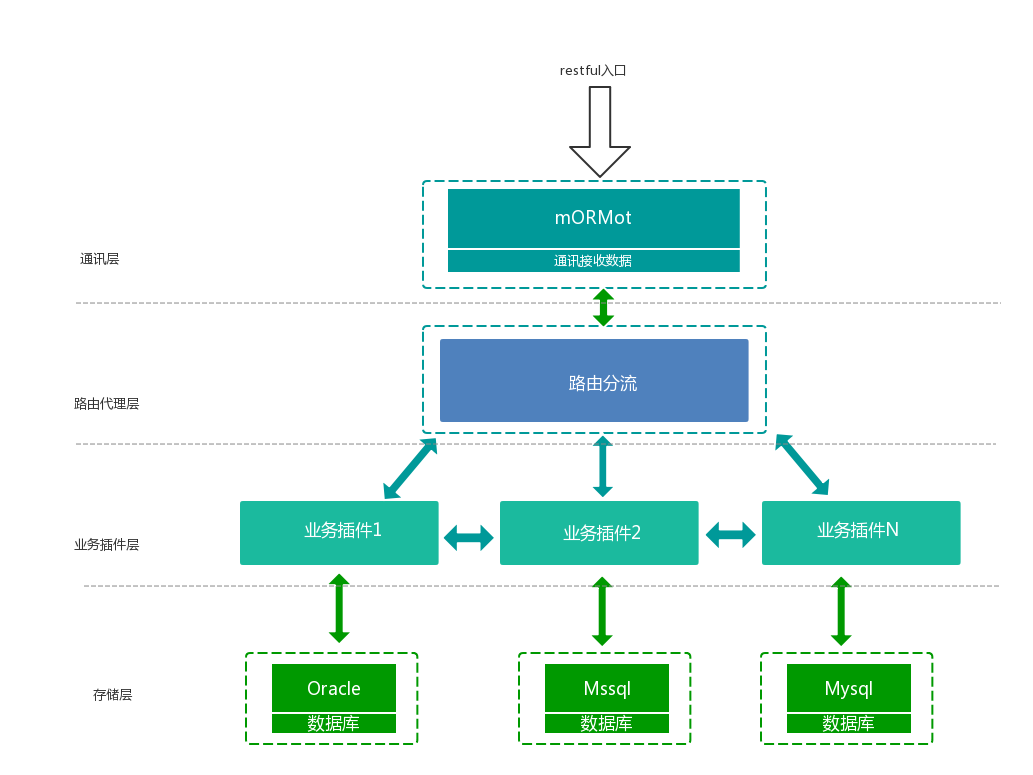 restful入口
mORMot
通讯接收数据
通讯层
路由分流
路由代理层
业务插件1
业务插件2
业务插件N
业务插件层
Oracle
数据库
Mssql
数据库
Mysql
数据库
存储层